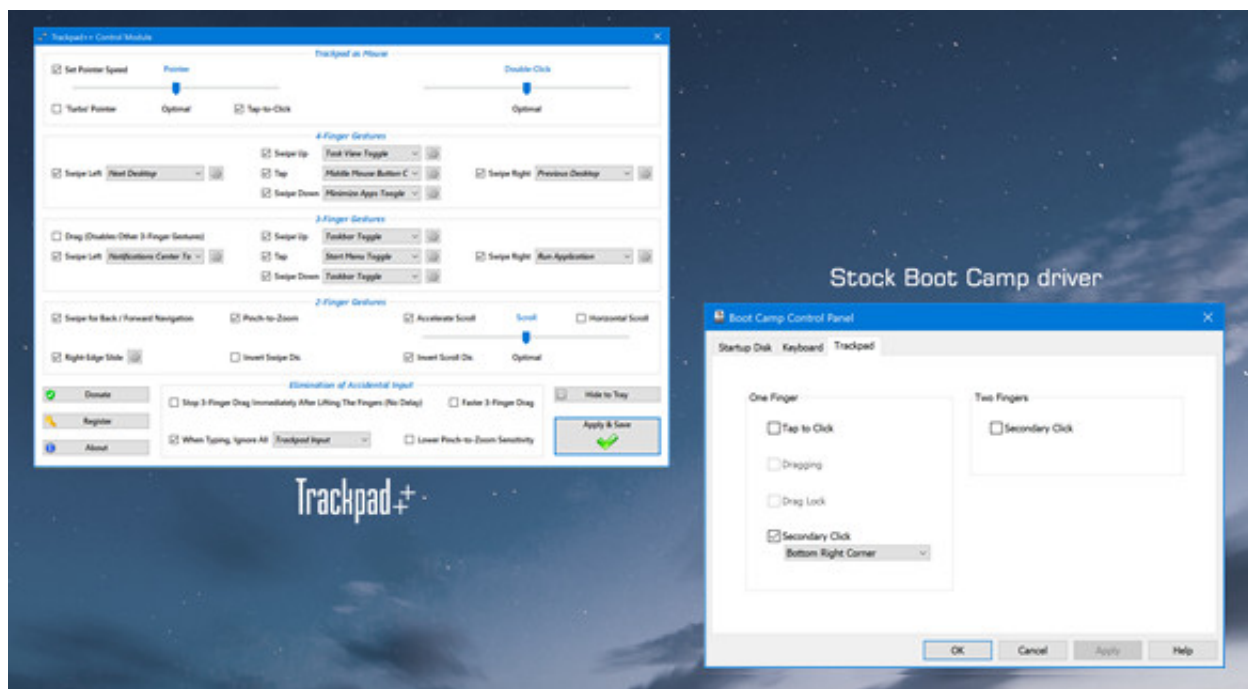 Trackpad++ Control Module
Trackpad as Mouse
Set Pointer Speed Pointer Double-Click
'Turbo' Pointer Optimal Tap-to-Click Optimal
4-Finger Gestures
Swipe Up Task View Toggle
Swipe Left Next Desktop Tap Middle Mouse Button C Swipe Right Previous Desktop
Swipe Down Minimize Apps Toogle
3-Finger Gestures
Drag (Disables Other 3-Finger Gestures) Swipe Up Taskbar Toggle
Swipe Left Notifications Center To Tap Start Menu Toggle Swipe Right Run Application
Swipe Down Taskbar Toggle
2-Finger Gestures
Swipe for Back / Forward Navigation Pinch-to-Zoom Accelerate Scroll Scroll Horizontal Scroll
Right-Edge Slide Invert Swipe Dir. Invert Scroll Dir. Optimal
Elimination of Accidental Input
Donate Stop 3-Finger Drag Immediately After Lifting The Fingers (No Delay) Faster 3-Finger Drag Hide to Tray
Register
When Typing, Ignore All Trackpad Input Lower Pinch-to-Zoom Sensitivity Apply & Save
About
Trackpad++
Stock Boot Camp driver
Boot Camp Control Panel
Startup Disk Keyboard Trackpad
One Finger Two Fingers
Tap to Click Secondary Click
Dragging
Drag Lock
Secondary Click
Bottom Right Corner
OK Cancel Apply Help